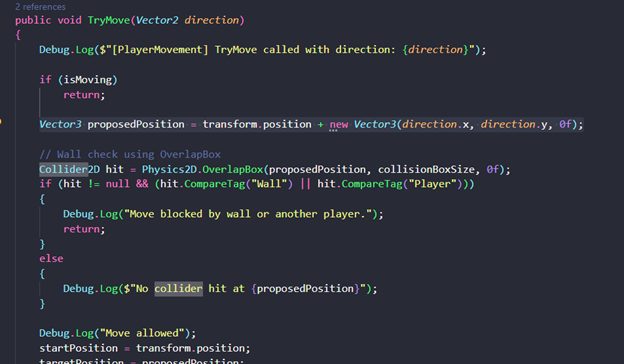 2 references
public void TryMove(Vector2 direction)
{
    Debug.Log($"[PlayerMovement] TryMove called with direction: {direction}");
    if (isMoving)
        return;
    Vector3 proposedPosition = transform.position + new Vector3(direction.x, direction.y, 0f);
    // Wall check using OverlapBox
    Collider2D hit = Physics2D.OverlapBox(proposedPosition, collisionBoxSize, 0f);
    if (hit != null && (hit.CompareTag("Wall") || hit.CompareTag("Player")))
    {
        Debug.Log("Move blocked by wall or another player.");
        return;
    }
    else
    {
        Debug.Log($"No collider hit at {proposedPosition}");
    }
    Debug.Log("Move allowed");
    startPosition = transform.position;
    targetPosition = proposedPosition;